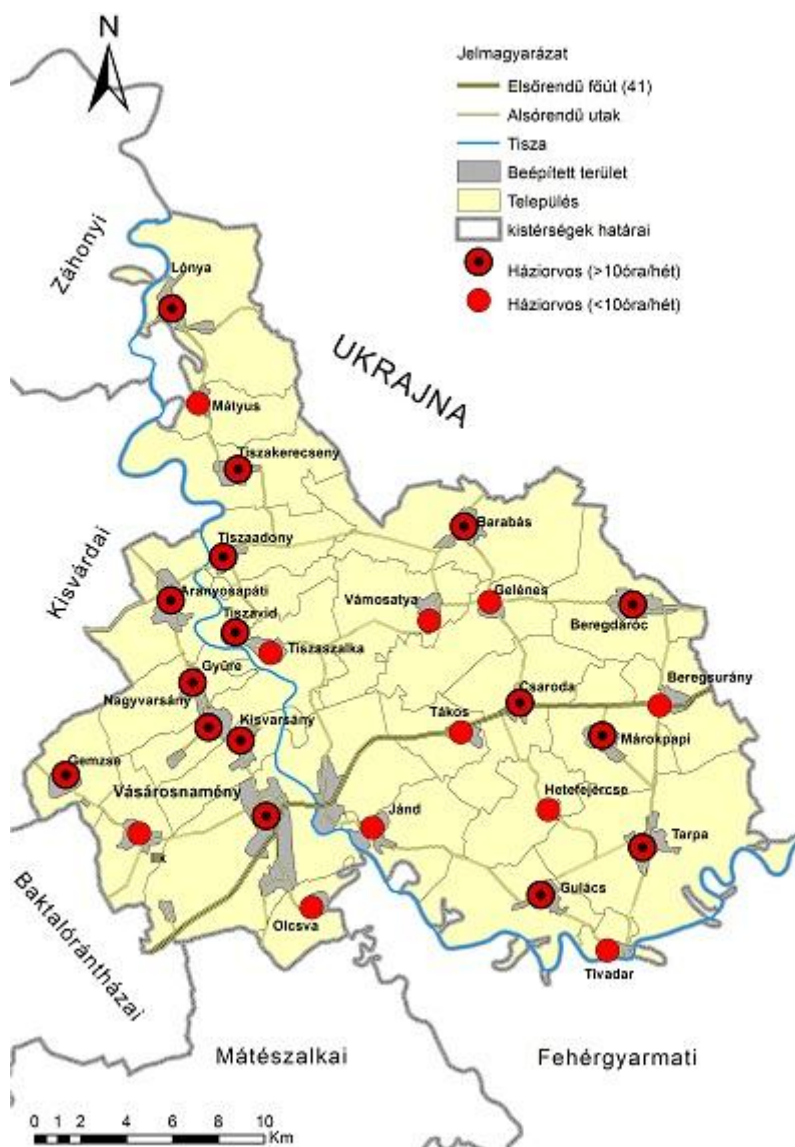 N
Jelmagyarázat
Elsőrendű főút (41)
Alsórendű utak
Tisza
Beépített terület
Település
kistérségek határai
Háziorvos (>10óra/hét)
Háziorvos (<10óra/hét)
Záhonyi
Lónya
UKRAJNA
Mátyus
Tiszakerecseny
Barabás
Kisvárdai
Tiszaadony
Aranyosapáti
Vámosatya
Gelénes
Tiszavid
Beregdaróc
Tiszaszalka
Gyüre
Csaroda
Beregsurány
Nagyvarsány
Kisvarsány
Tákos
Márokpapi
Gemzse
Vásárosnamény
Hetefejércse
Jánd
Tarpa
Ilk
Gulács
Baktalórántházai
Olcsva
Tivadar
Mátészalkai
Fehérgyarmati
0 1 2 4 6 8 10
Km